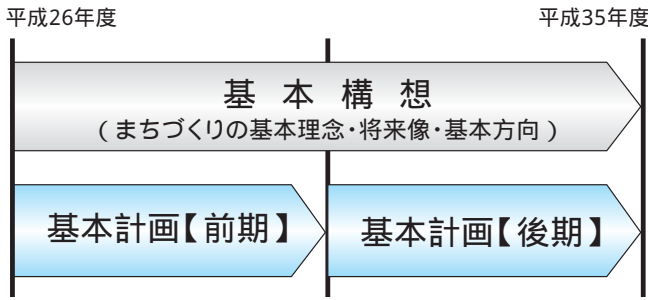 平成26年度
平成35年度
基本構想
(まちづくりの基本理念・将来像・基本方向)
基本計画【前期】
基本計画【後期】